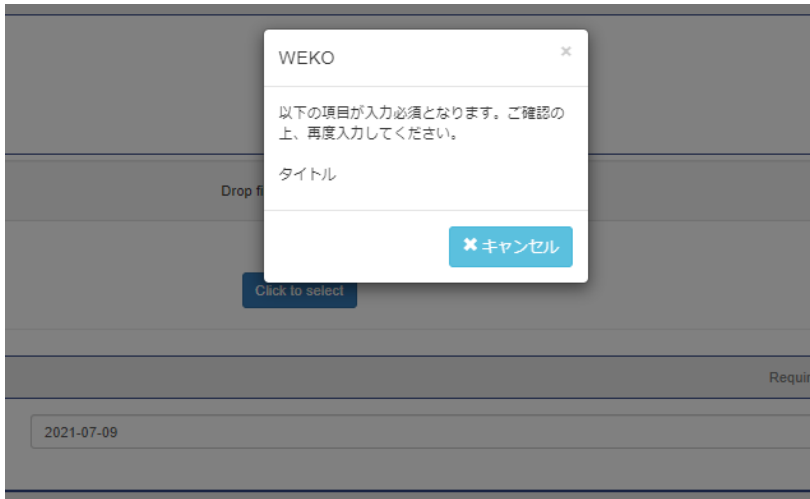 WEKO
×
以下の項目が入力必須となります。ご確認の
上、再度入力してください。
タイトル
Drop
✖ キャンセル
Click to select
2021-07-09